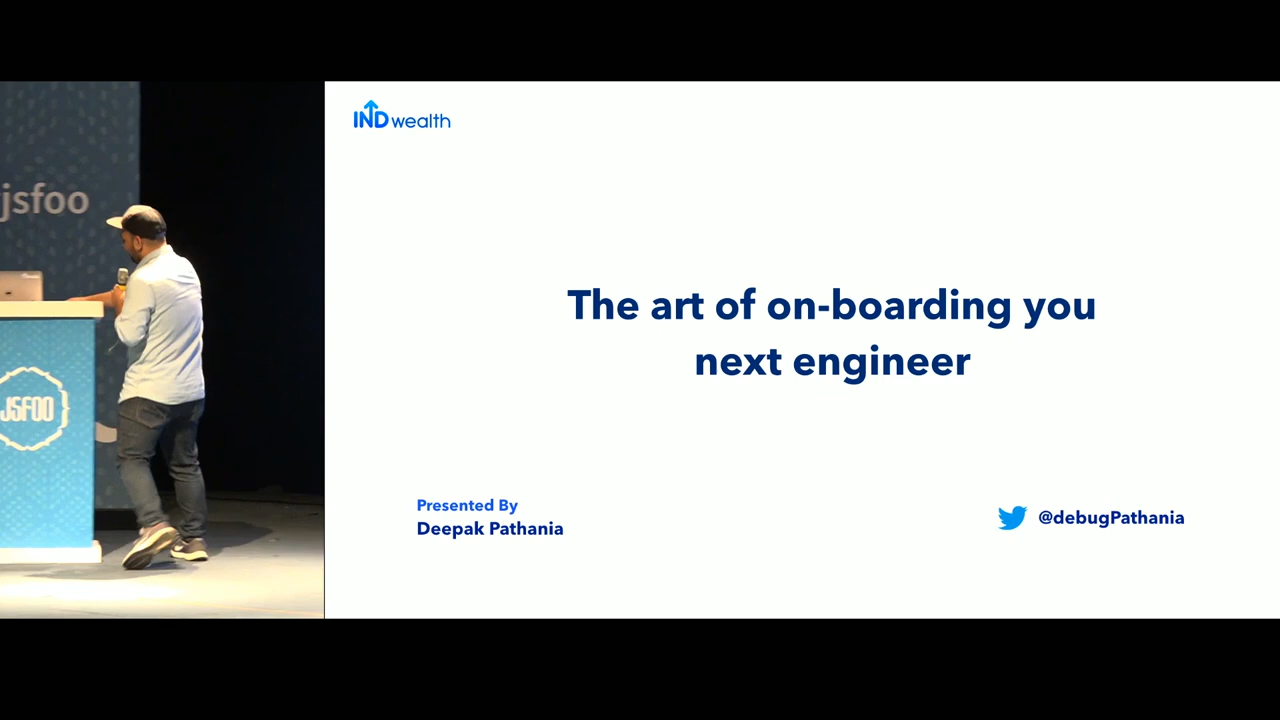 jsfoo
JSFOO
INDwealth
The art of on-boarding you
next engineer
Presented By
Deepak Pathania
@debugPathania